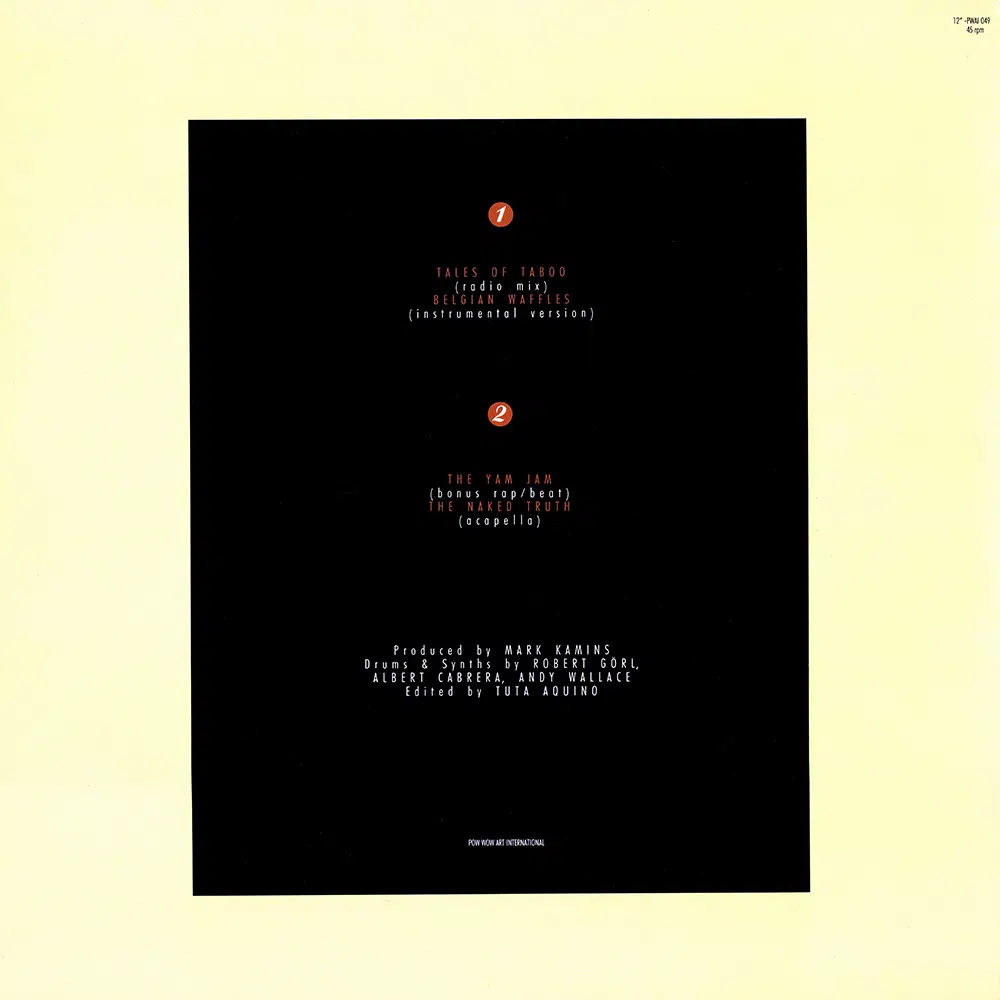 12" -PWAI 049
45 rpm
1
TALES OF TABOO
(radio mix)
BELGIAN WAFFLES
(instrumental version)
2
THE YAM JAM
(bonus rap/beat)
THE NAKED TRUTH
(acapella)
Produced by MARK KAMINS
Drums & Synths by ROBERT GÖRL,
ALBERT CABRERA, ANDY WALLACE
Edited by TUTA AQUINO
POW WOW ART INTERNATIONAL